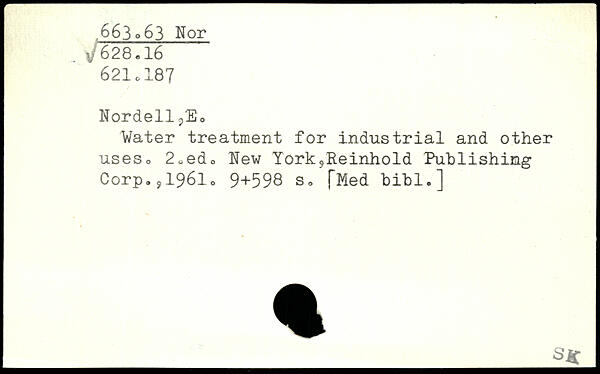 663.63 Nor
√628.16
621.187
Nordell,E.
Water treatment for industrial and other
uses. 2.ed. New York,Reinhold Publishing
Corp.,1961. 9+598 s. [Med bibl.]
SK